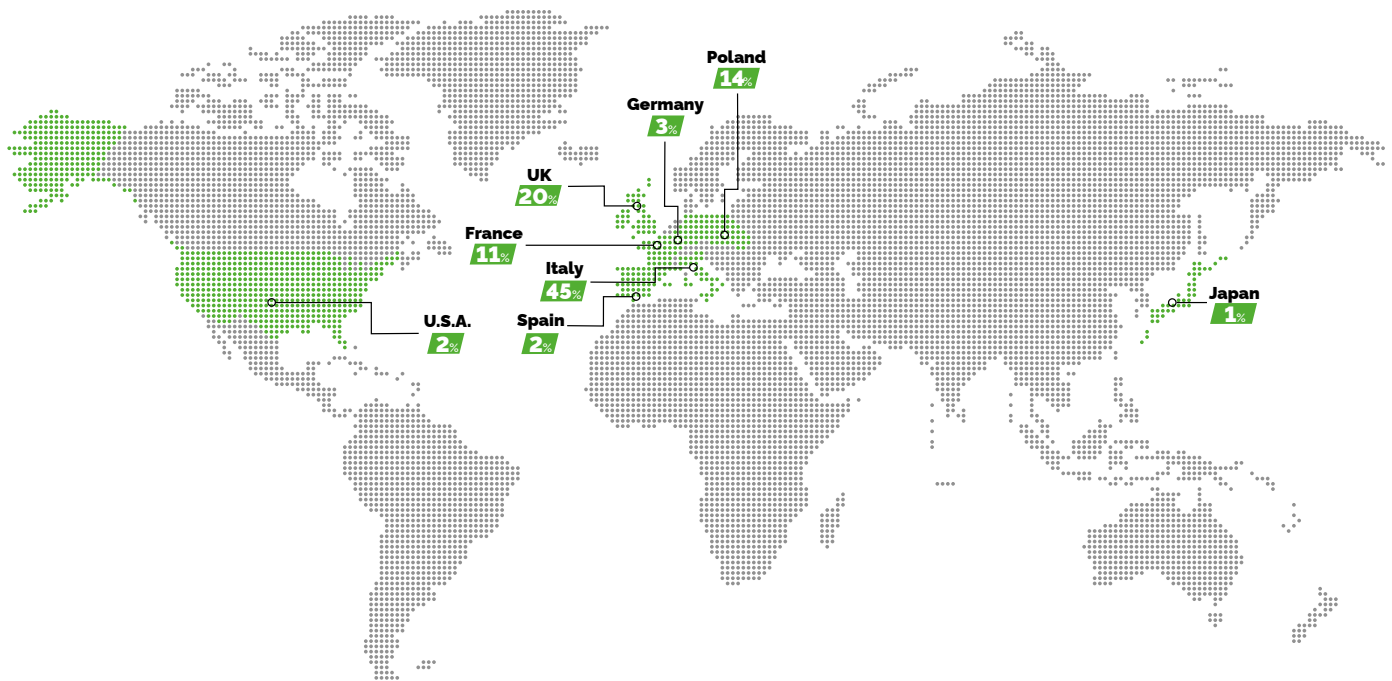 Poland
14%
Germany
3%
UK
20%
France
11%
Italy
45%
U.S.A.
2%
Spain
2%
Japan
1%